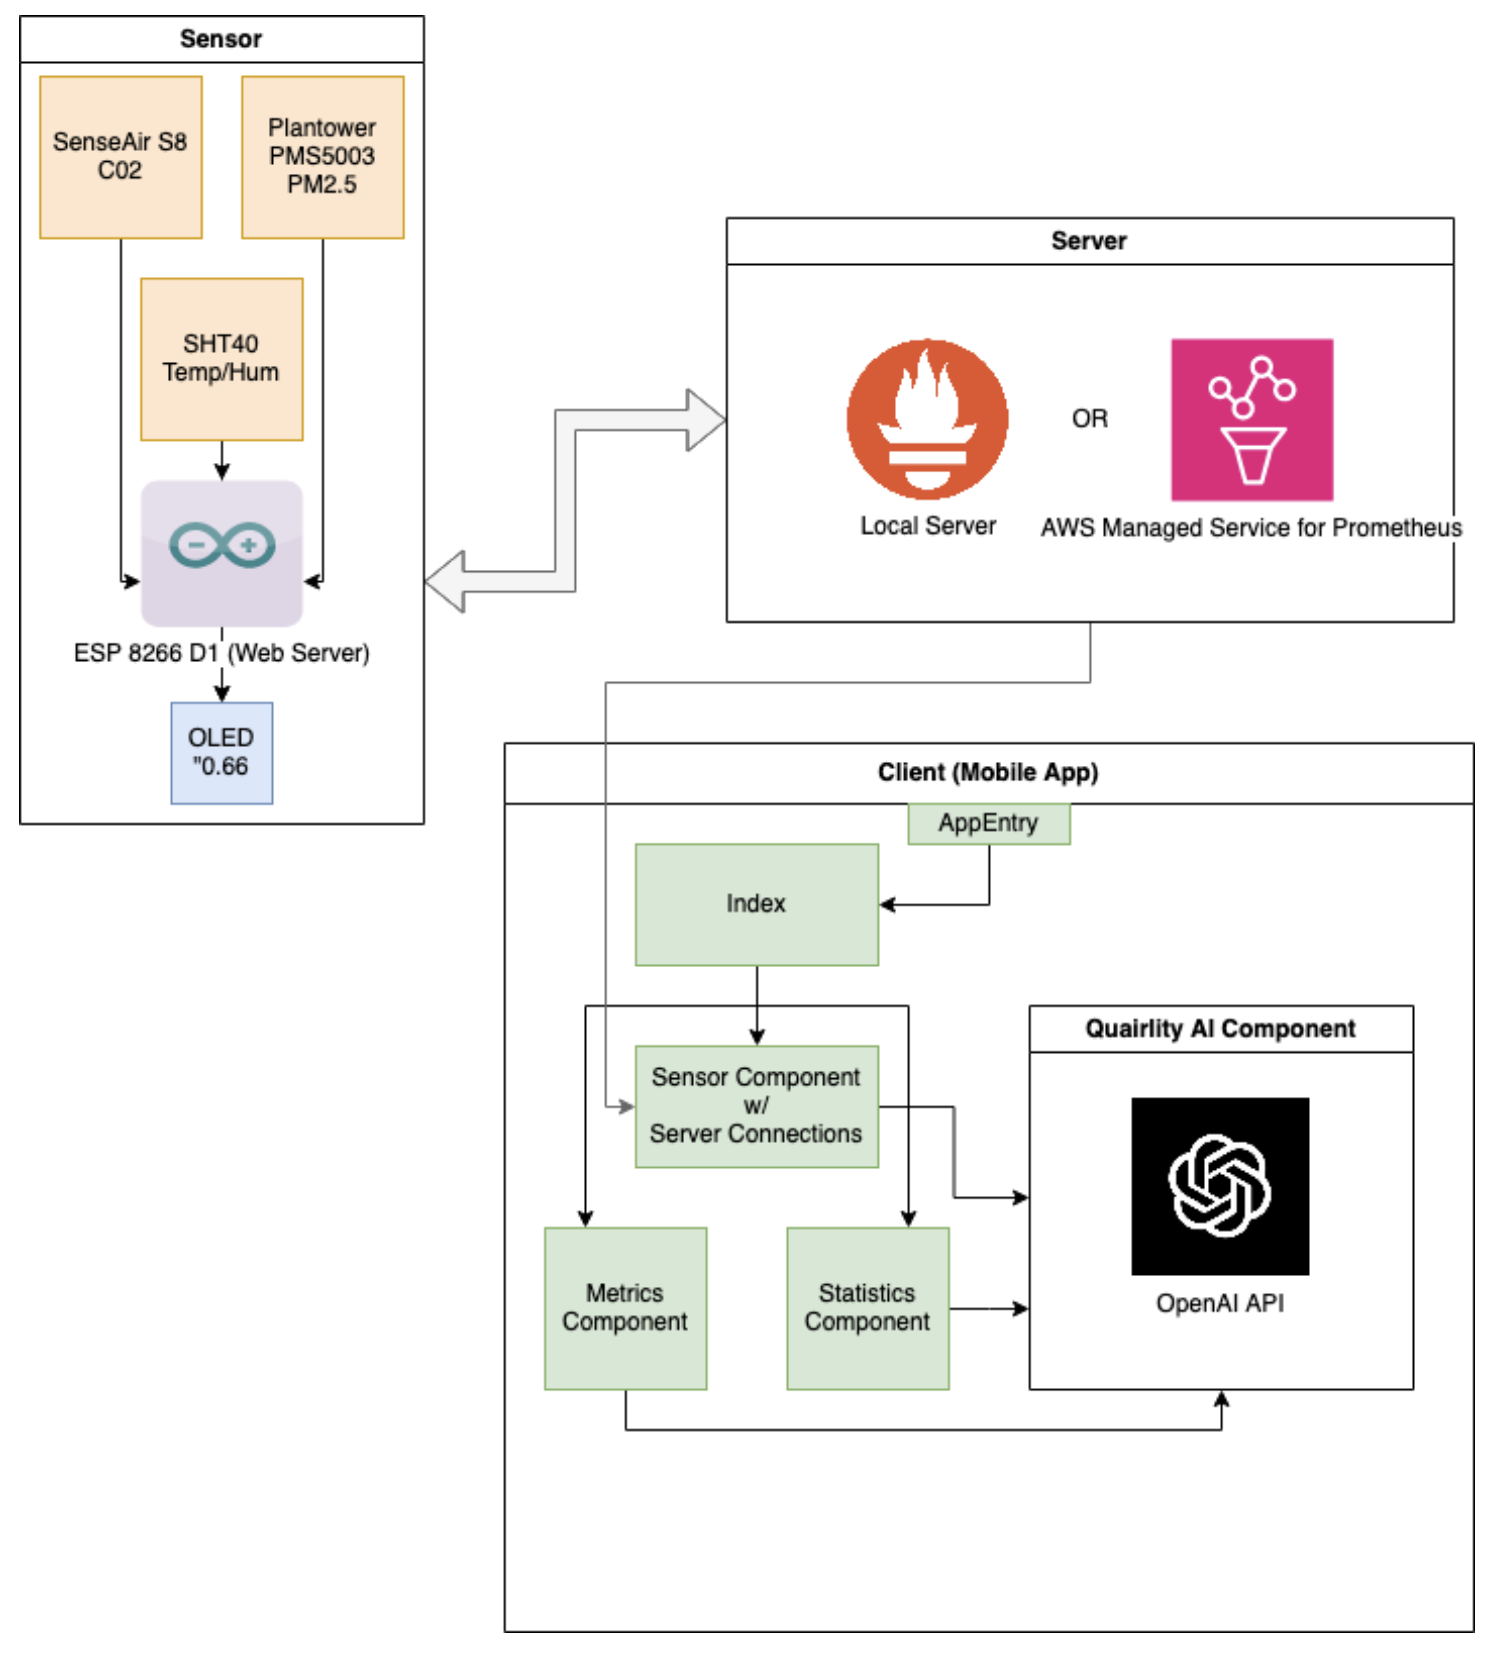 Sensor
SenseAir S8
C02
Plantower
PMS5003
PM2.5
SHT40
Temp/Hum
ESP 8266 D1 (Web Server)
OLED
"0.66
Server
OR
Local Server
AWS Managed Service for Prometheus
Client (Mobile App)
AppEntry
Index
Sensor Component
w/
Server Connections
Quairlity AI Component
OpenAI API
Metrics
Component
Statistics
Component